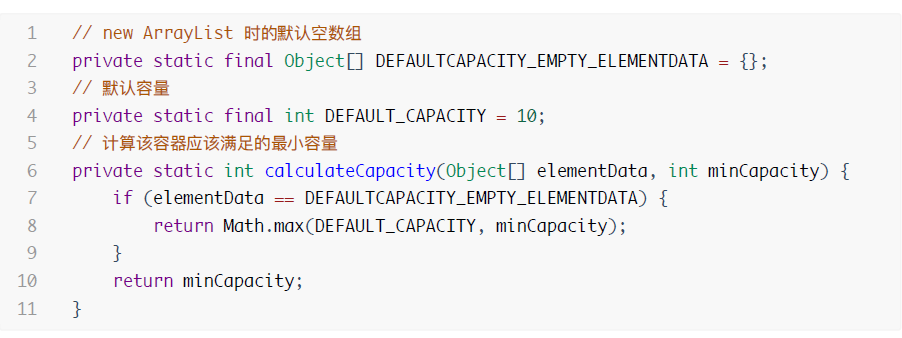 1 // new ArrayList 时的默认空数组
2 private static final Object[] DEFAULTCAPACITY_EMPTY_ELEMENTDATA = {};
3 // 默认容量
4 private static final int DEFAULT_CAPACITY = 10;
5 // 计算该容器应该满足的最小容量
6 private static int calculateCapacity(Object[] elementData, int minCapacity) {
7     if (elementData == DEFAULTCAPACITY_EMPTY_ELEMENTDATA) {
8         return Math.max(DEFAULT_CAPACITY, minCapacity);
9     }
10     return minCapacity;
11 }